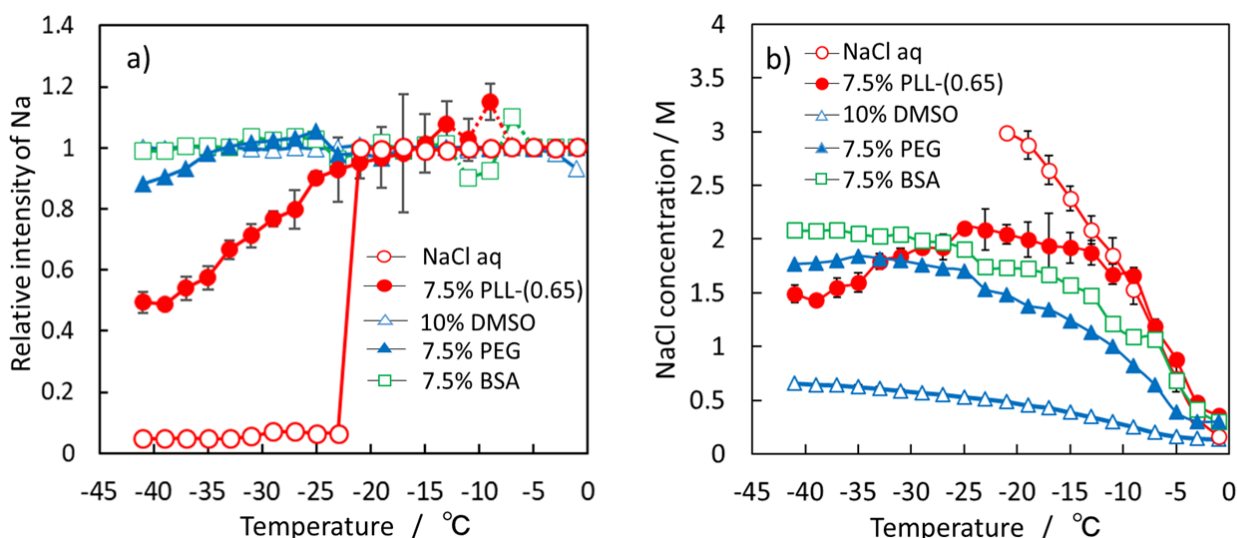 a)
Relative intensity of Na
1.4
1.2
1
0.8
0.6
0.4
0.2
0
-45 -40 -35 -30 -25 -20 -15 -10 -5 0
Temperature / ℃
NaCl aq
7.5% PLL-(0.65)
10% DMSO
7.5% PEG
7.5% BSA
b)
NaCl concentration / M
4
3.5
3
2.5
2
1.5
1
0.5
0
-45 -40 -35 -30 -25 -20 -15 -10 -5 0
Temperature / ℃
NaCl aq
7.5% PLL-(0.65)
10% DMSO
7.5% PEG
7.5% BSA